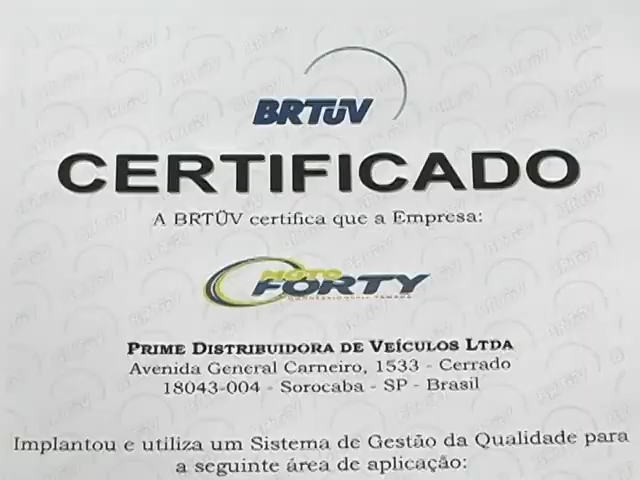 BRTÜV
CERTIFICADO
A BRTÜV certifica que a Empresa:
MOTO
FORTY
PRIME DISTRIBUIDORA DE VEÍCULOS LTDA
Avenida General Carneiro, 1533 - Cerrado
18043-004 - Sorocaba - SP - Brasil
Implantou e utiliza um Sistema de Gestão da Qualidade para
a seguinte área de aplicação: